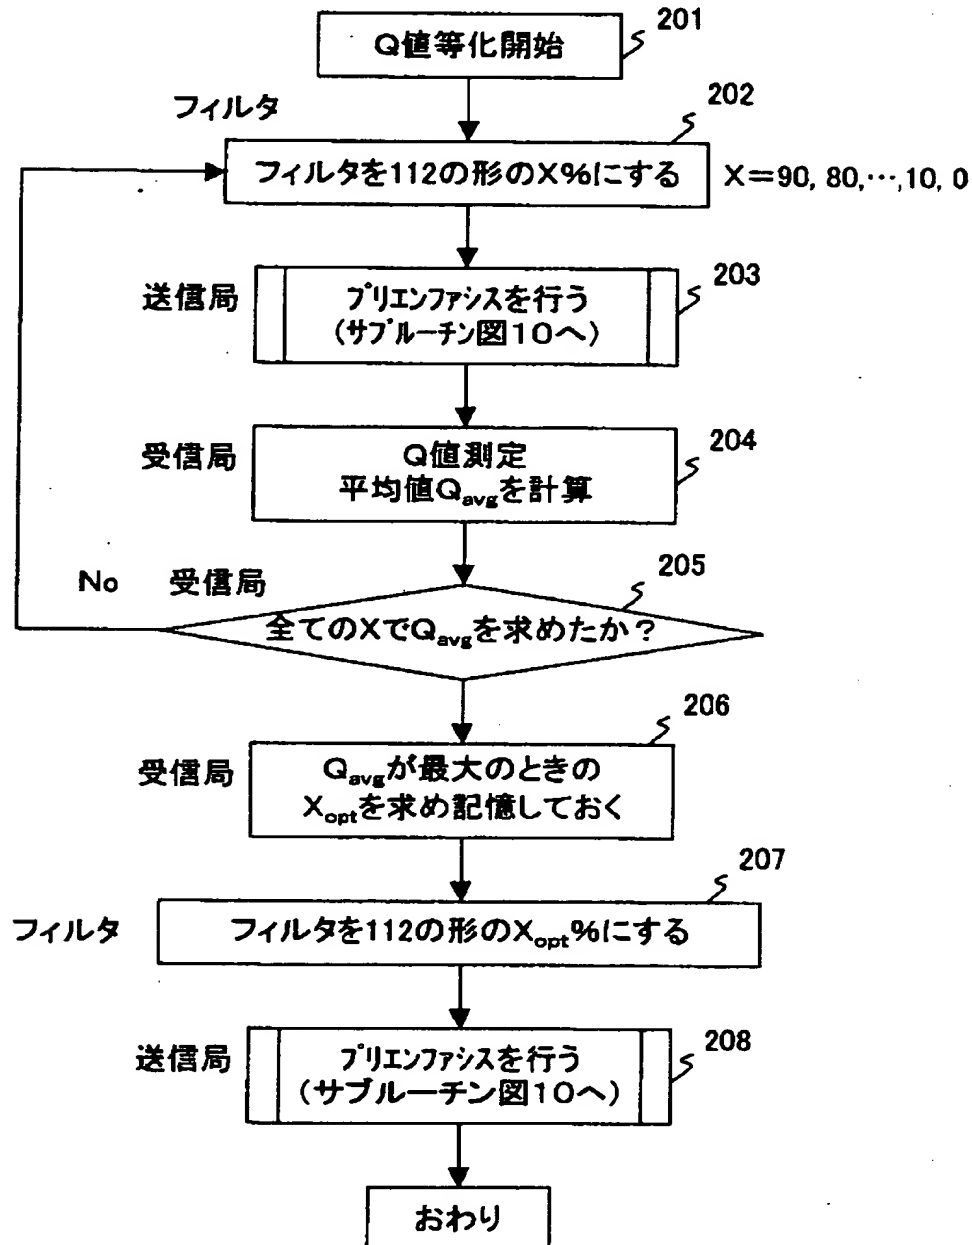 201
Q値等化開始
フィルタ
202
フィルタを112の形のX%にする
X=90, 80,…,10, 0
送信局
203
プリエンファシスを行う
(サブルーチン図10へ)
受信局
204
Q値測定
平均値Qavgを計算
No
受信局
205
全てのXでQavgを求めたか?
206
受信局
Qavgが最大のときの
Xoptを求め記憶しておく
207
フィルタ
フィルタを112の形のXopt%にする
送信局
208
プリエンファシスを行う
(サブルーチン図10へ)
おわり